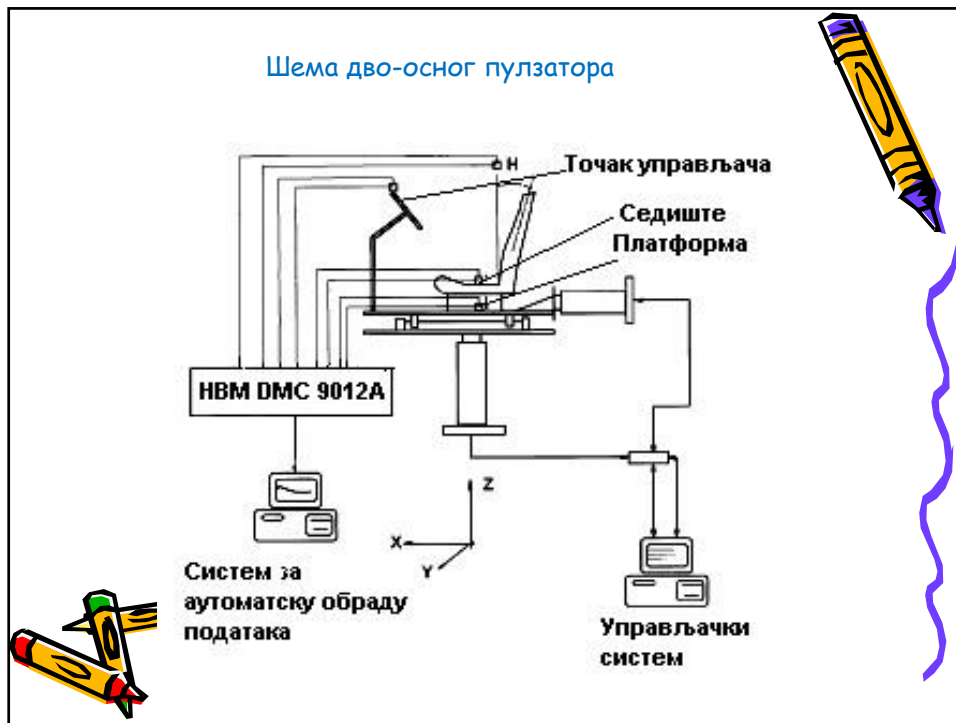 Шема дво-осног пулзатора
H
Точак управљача
Седиште
Платформа
HBM DMC 9012A
Z
X
Y
Систем за
аутоматску обраду
података
Управљачки
систем